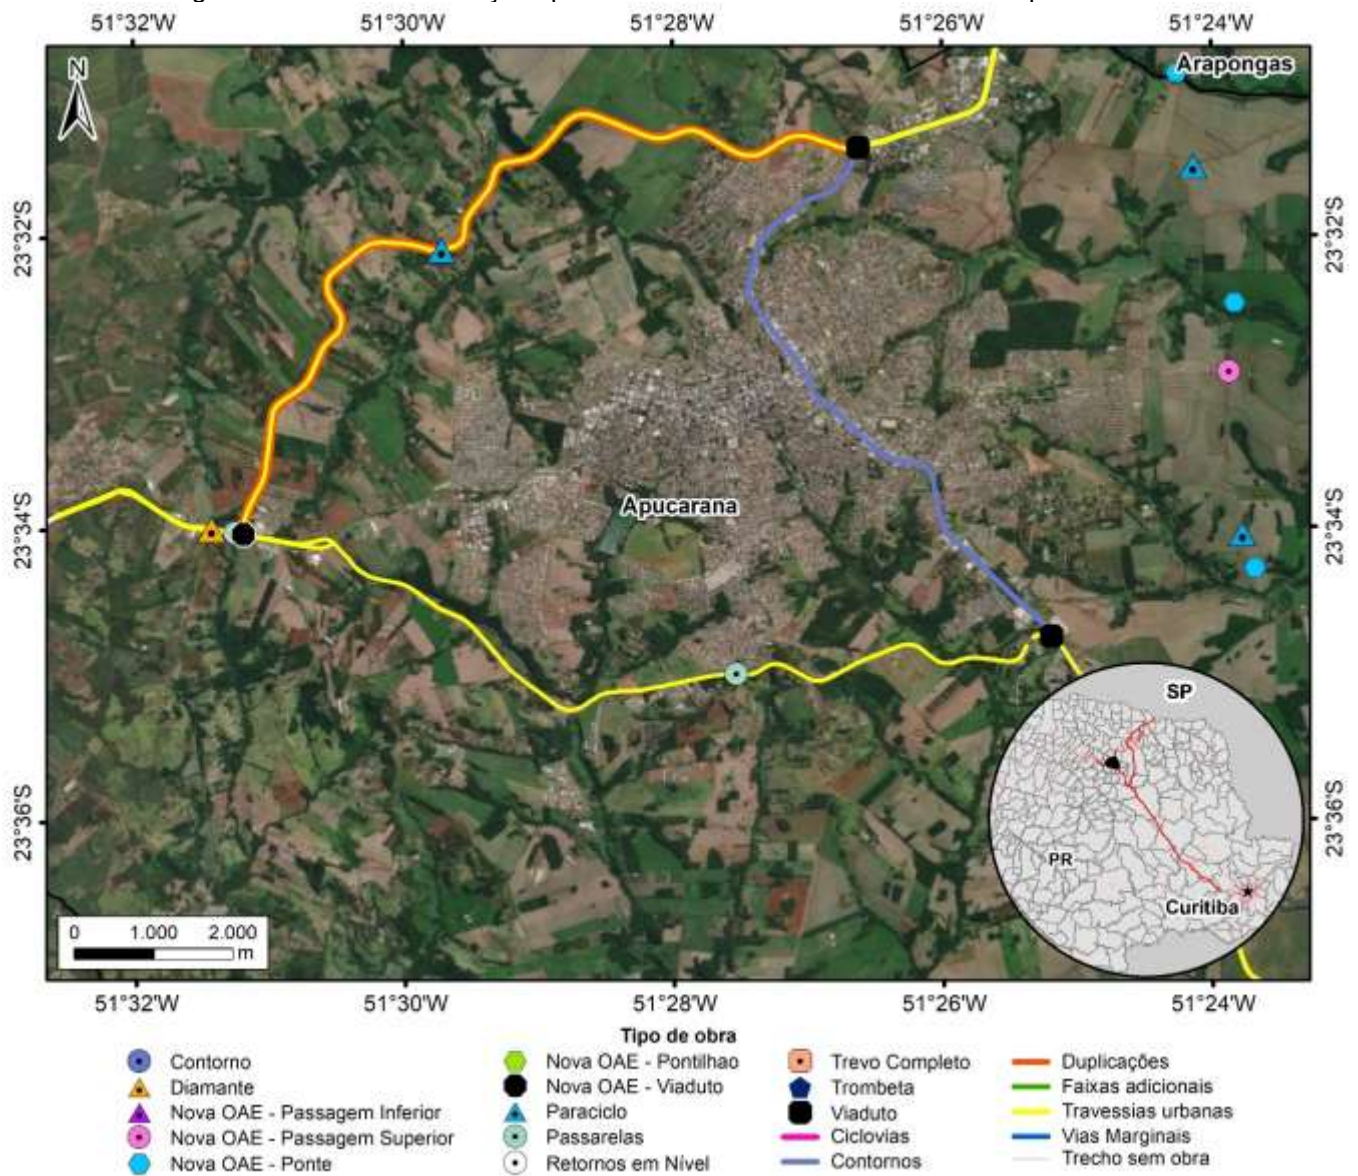 51°32'W 51°30'W 51°28'W 51°26'W 51°24'W
N
Arapongas
23°32'S 23°32'S
Apucarana
23°34'S 23°34'S
SP
23°36'S 23°36'S
PR
Curitiba
0 1.000 2.000
m
51°32'W 51°30'W 51°28'W 51°26'W 51°24'W
Tipo de obra
Contorno
Diamante
Nova OAE - Passagem Inferior
Nova OAE - Passagem Superior
Nova OAE - Ponte
Nova OAE - Pontilhao
Nova OAE - Viaduto
Paraciclo
Passarelas
Retornos em Nível
Trevo Completo
Trombeta
Viaduto
Ciclovias
Contornos
Duplicações
Faixas adicionais
Travessias urbanas
Vias Marginais
Trecho sem obra